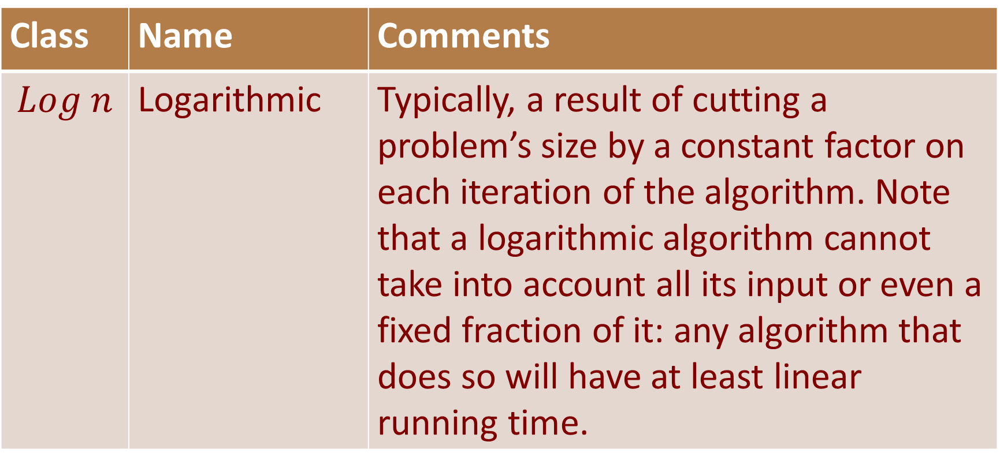 Class Name Comments
Log n Logarithmic Typically, a result of cutting a
problem’s size by a constant factor on
each iteration of the algorithm. Note
that a logarithmic algorithm cannot
take into account all its input or even a
fixed fraction of it: any algorithm that
does so will have at least linear
running time.